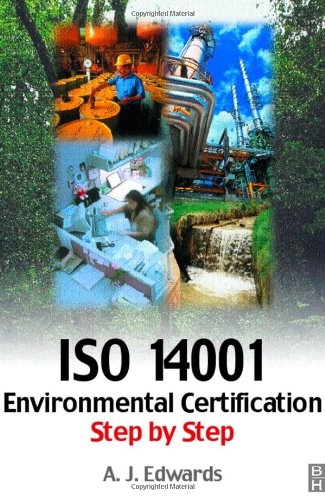 ISO 14001
Environmental Certification
Step by Step
A. J. Edwards
B
H